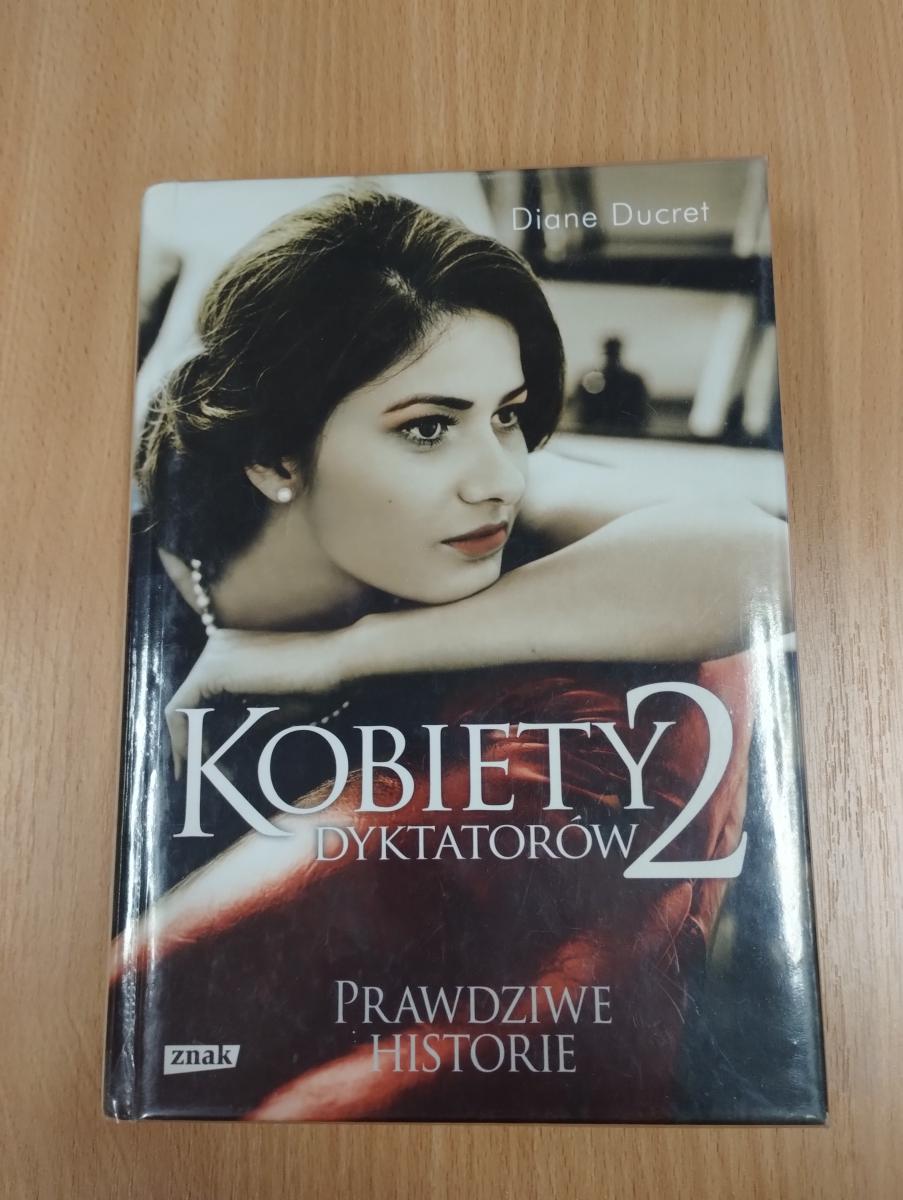 Diane Ducret
KOBIETY 2
DYKTATORÓW
PRAWDZIWE
HISTORIE
znak